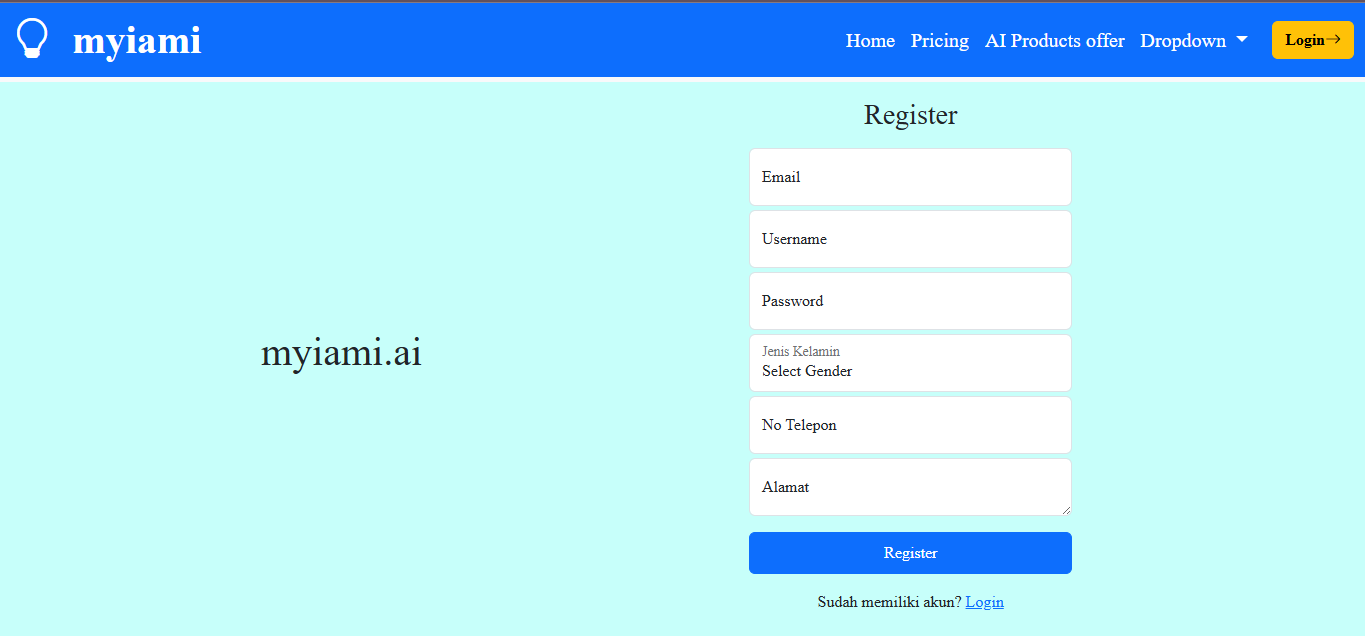 myiami
Home Pricing AI Products offer Dropdown Login
Register
Email
Username
Password
Jenis Kelamin
Select Gender
No Telepon
Alamat
Register
Sudah memiliki akun? Login
myiami.ai